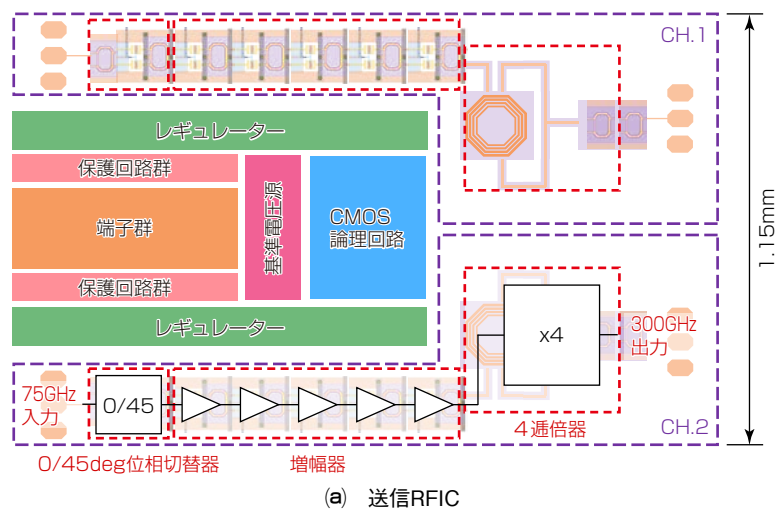 CH.1
レギュレーター
保護回路群
端子群
基準電圧源
CMOS
論理回路
保護回路群
レギュレーター
1.15mm
75GHz
入力
0/45
x4
300GHz
出力
CH.2
0/45deg位相切替器
増幅器
4逓倍器
(a) 送信RFIC